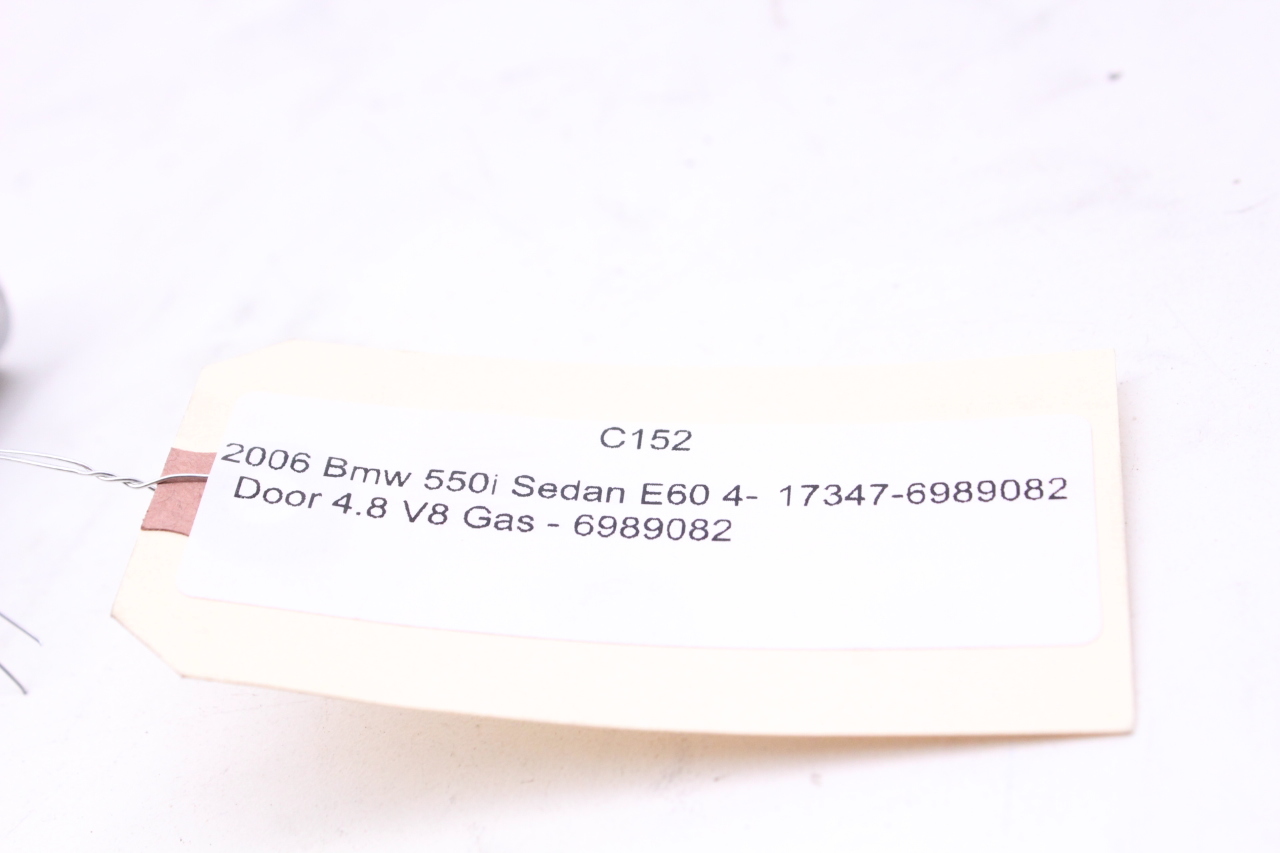 C152
2006 Bmw 550i Sedan E60 4- 17347-6989082
Door 4.8 V8 Gas - 6989082